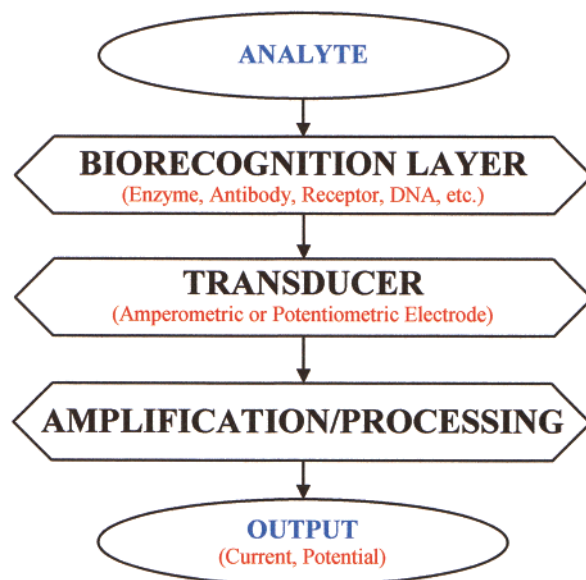 ANALYTE
BIORECOGNITION LAYER
(Enzyme, Antibody, Receptor, DNA, etc.)
TRANSDUCER
(Amperometric or Potentiometric Electrode)
AMPLIFICATION/PROCESSING
OUTPUT
(Current, Potential)